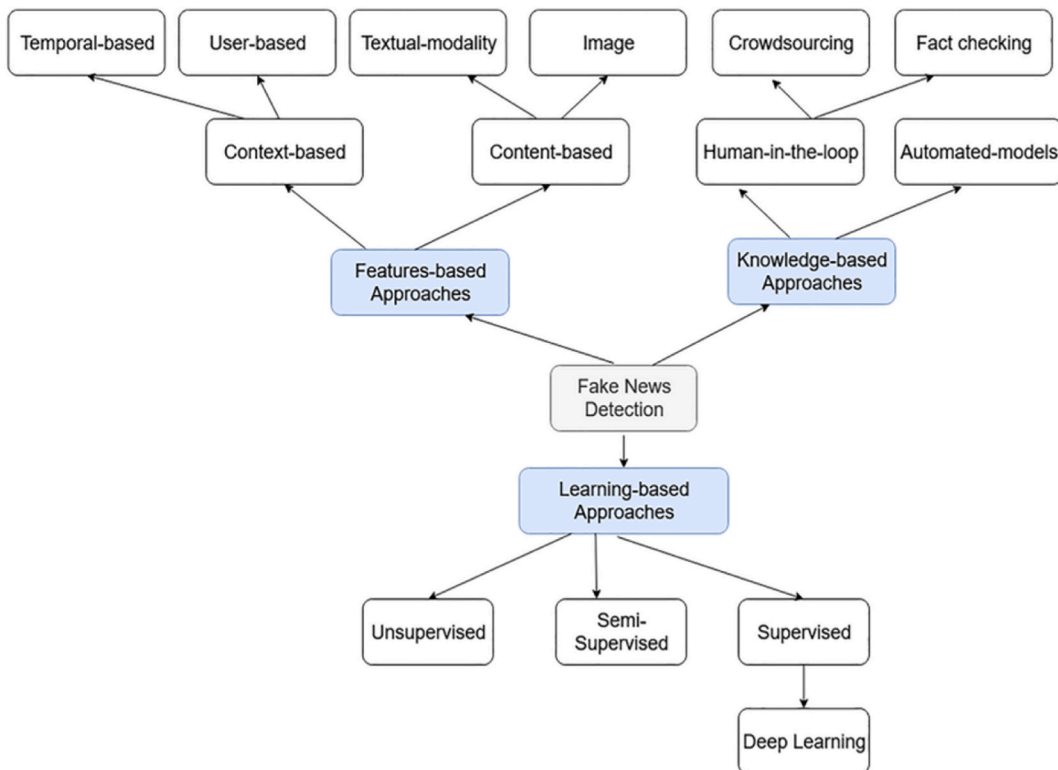 Temporal-based
User-based
Textual-modality
Image
Crowdsourcing
Fact checking
Context-based
Content-based
Human-in-the-loop
Automated-models
Features-based
Approaches
Knowledge-based
Approaches
Fake News
Detection
Learning-based
Approaches
Unsupervised
Semi-
Supervised
Supervised
Deep Learning